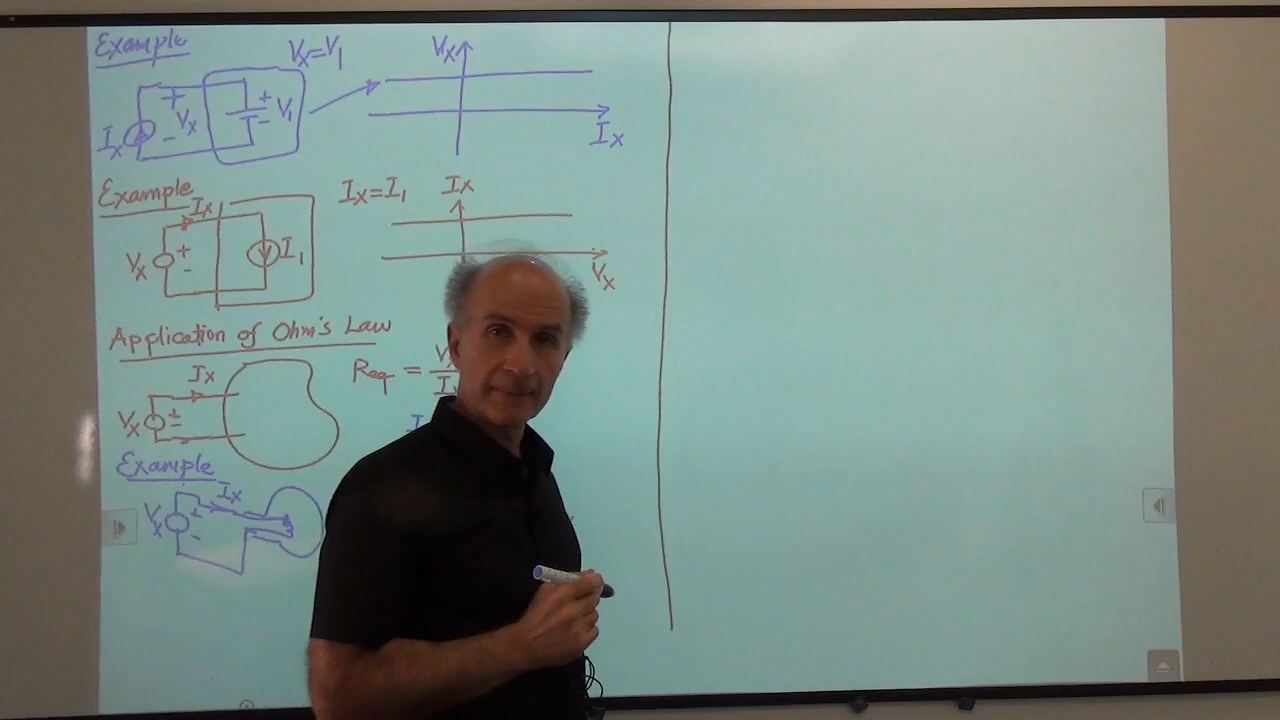 Example
Vx=V1
Vx
Ix
Ix
+
Vx
-
+
V1
-
Example
Ix
Ix=I1
Ix
Vx
Vx
+
-
I1
Application of Ohm's Law
Ix
Vx
±
Req =
Example
Ix
Vx
+
-